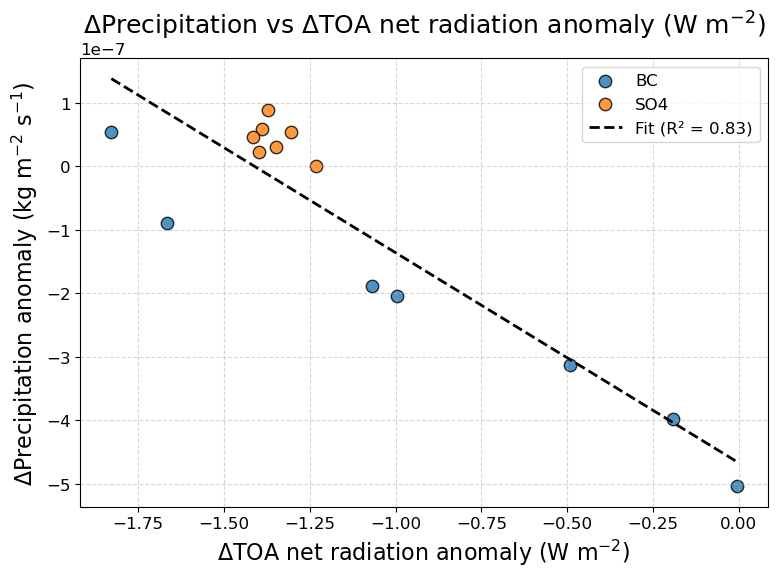 ΔPrecipitation vs ΔTOA net radiation anomaly (W m⁻²)
1e−7
BC
SO4
Fit (R² = 0.83)
1
0
−1
−2
−3
−4
−5
ΔPrecipitation anomaly (kg m⁻² s⁻¹)
−1.75 −1.50 −1.25 −1.00 −0.75 −0.50 −0.25 0.00
ΔTOA net radiation anomaly (W m⁻²)